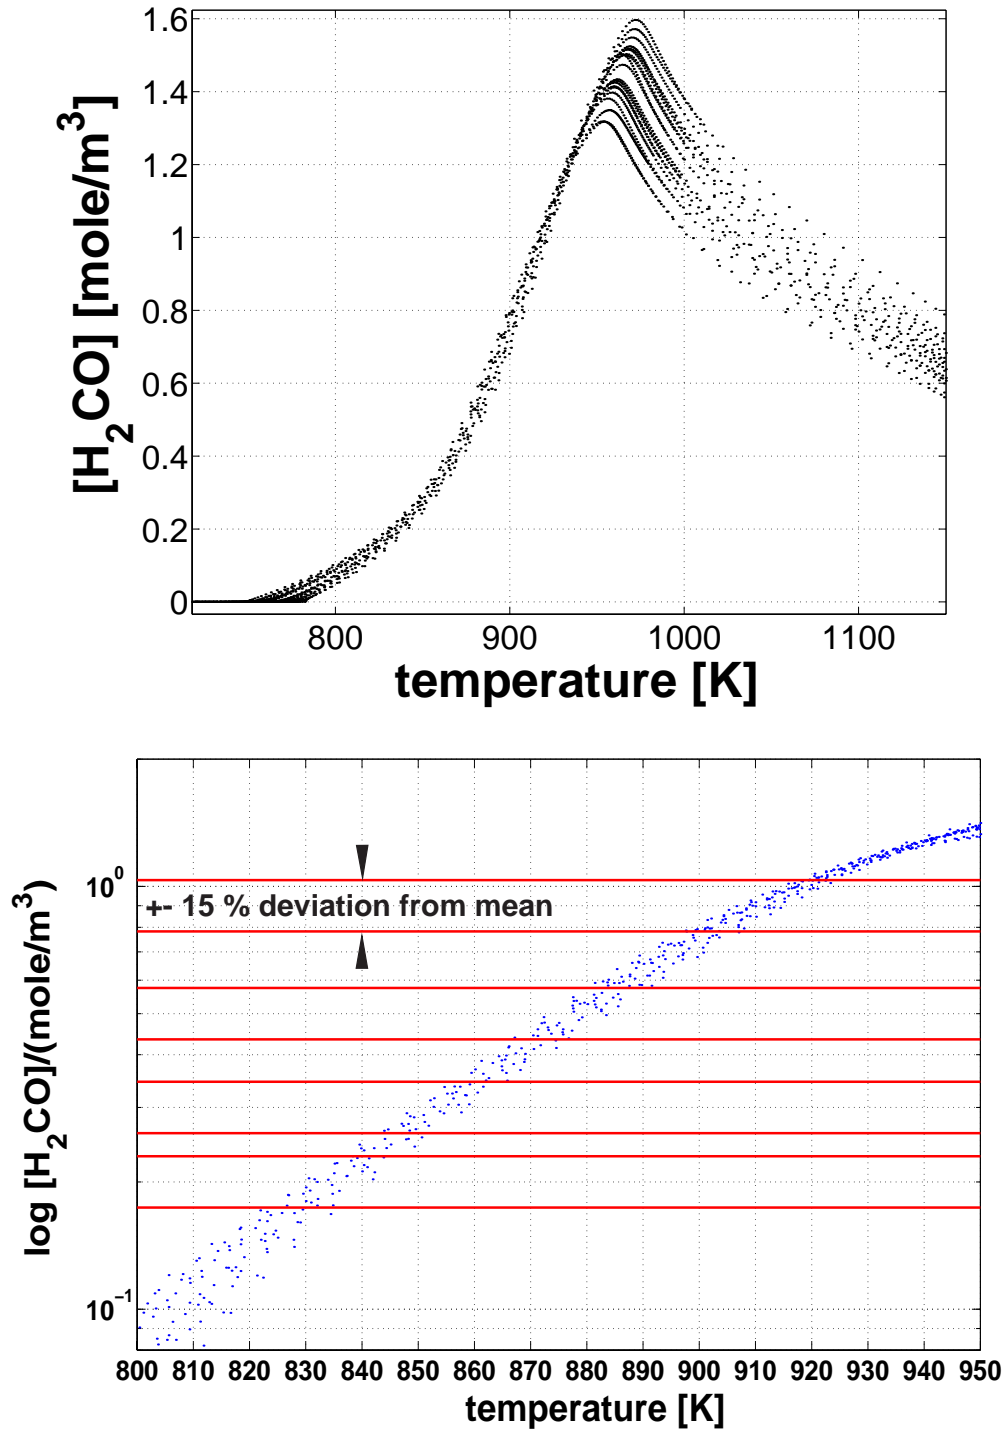 1.6
1.4
1.2
1
0.8
0.6
0.4
0.2
0
[H₂CO] [mole/m³]
800 900 1000 1100
temperature [K]
10⁰
+- 15 % deviation from mean
10⁻¹
log [H₂CO]/(mole/m³)
800 810 820 830 840 850 860 870 880 890 900 910 920 930 940 950
temperature [K]